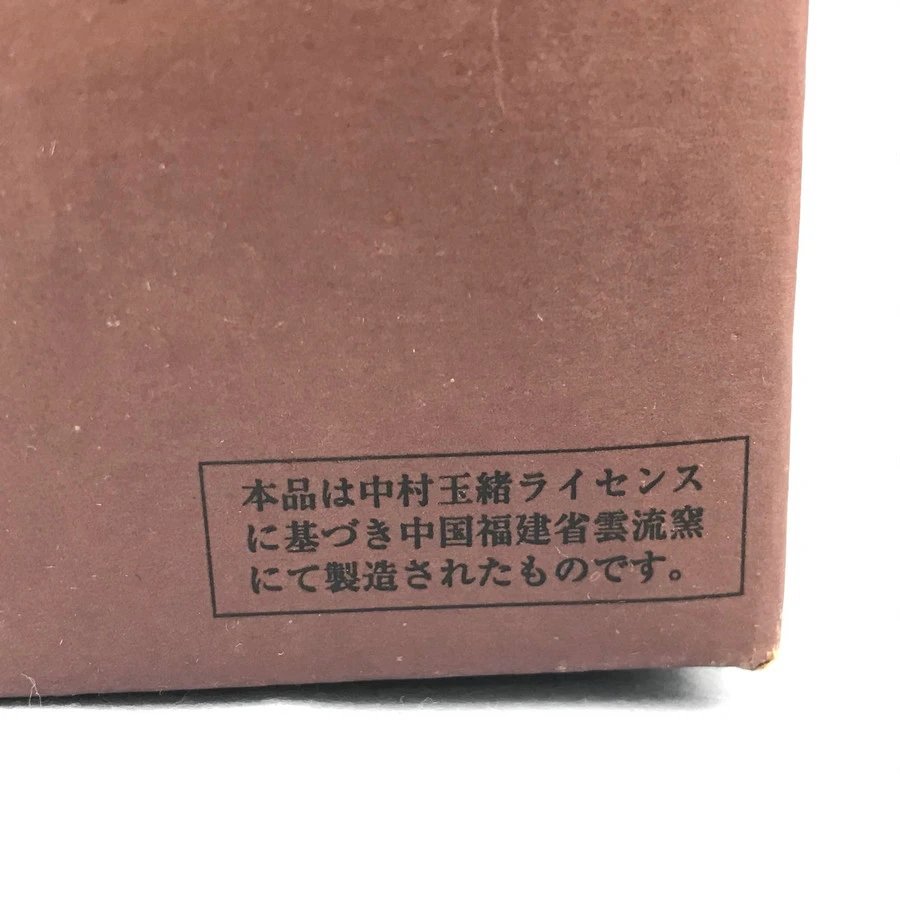 本品は中村玉緒ライセンス
に基づき中国福建省雲流窯
にて製造されたものです。